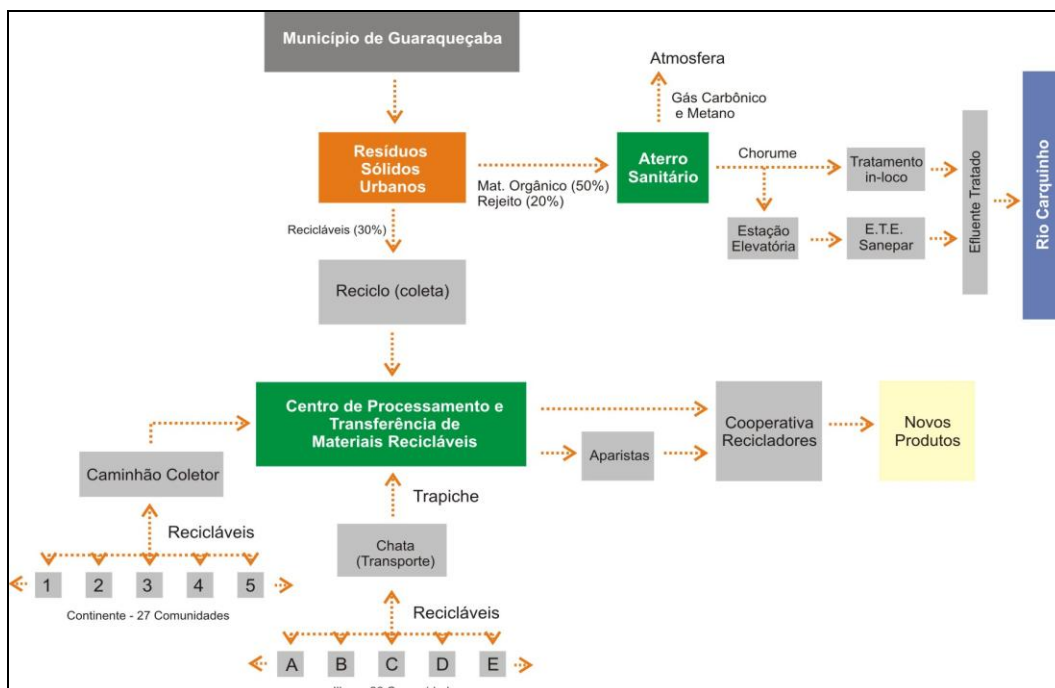 Município de Guaraqueçaba
Atmosfera
Gás Carbônico
e Metano
Resíduos
Sólidos
Urbanos
Mat. Orgânico (50%)
Rejeito (20%)
Aterro
Sanitário
Chorume
Tratamento
in-loco
Estação
Elevatória
E.T.E.
Sanepar
Efluente Tratado
Rio Carquinho
Recicláveis (30%)
Reciclo (coleta)
Centro de Processamento e
Transferência de
Materiais Recicláveis
Aparistas
Cooperativa
Recicladores
Novos
Produtos
Caminhão Coletor
Recicláveis
1 2 3 4 5
Continente - 27 Comunidades
Trapiche
Chata
(Transporte)
Recicláveis
A B C D E